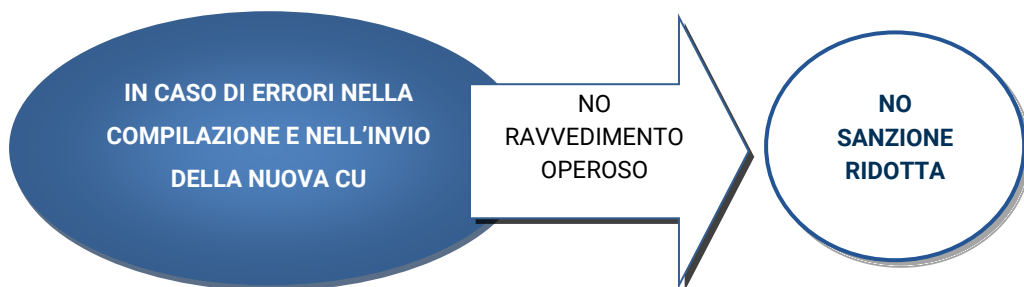 IN CASO DI ERRORI NELLA
COMPILAZIONE E NELL’INVIO
DELLA NUOVA CU
NO
RAVVEDIMENTO
OPEROSO
NO
SANZIONE
RIDOTTA